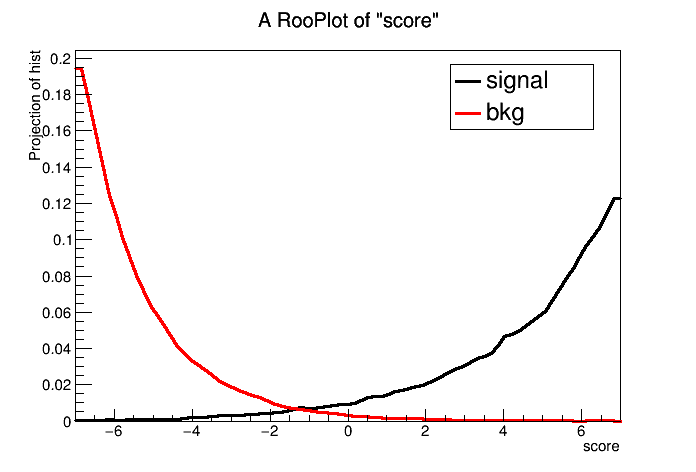 A RooPlot of "score"
Projection of hist
0.2
0.18
0.16
0.14
0.12
0.1
0.08
0.06
0.04
0.02
0
signal
bkg
−6 −4 −2 0 2 4 6
score